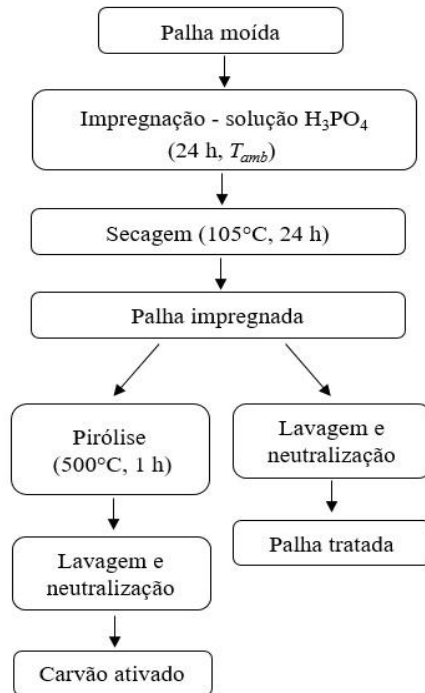 Palha moída
Impregnação - solução H₃PO₄
(24 h, T_amb)
Secagem (105°C, 24 h)
Palha impregnada
Pirólise
(500°C, 1 h)
Lavagem e
neutralização
Carvão ativado
Lavagem e
neutralização
Palha tratada